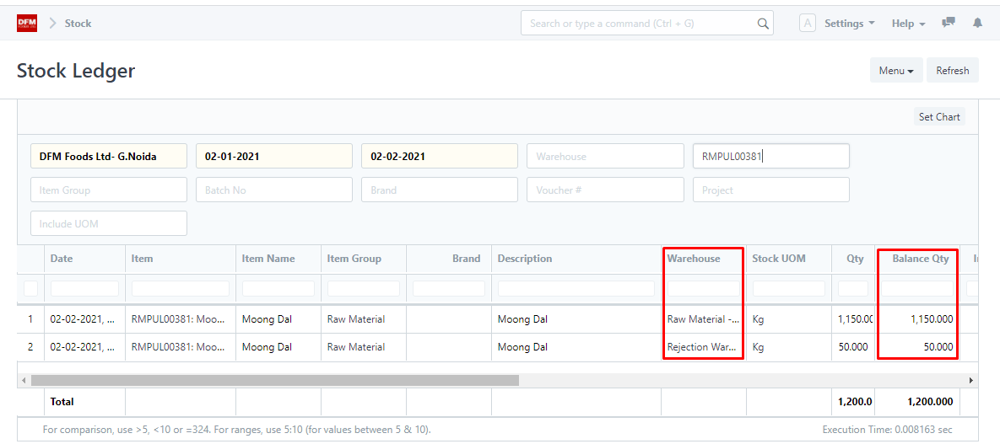 DFM
Stock
Search or type a command (Ctrl + G)
A
Settings
Help
Stock Ledger
Menu
Refresh
Set Chart
DFM Foods Ltd- G.Noida
02-01-2021
02-02-2021
Warehouse
RMPUL00381
Item Group
Batch No
Brand
Voucher #
Project
Include UOM
Date Item Item Name Item Group Brand Description Warehouse Stock UOM Qty Balance Qty
1 02-02-2021, ... RMPUL00381: Moo... Moong Dal Raw Material Moong Dal Raw Material -... Kg 1,150.00 1,150.000
2 02-02-2021, ... RMPUL00381: Moo... Moong Dal Raw Material Moong Dal Rejection War... Kg 50.000 50.000
Total 1,200.0 1,200.000
For comparison, use >5, <10 or =324. For ranges, use 5:10 (for values between 5 & 10).
Execution Time: 0.008163 sec